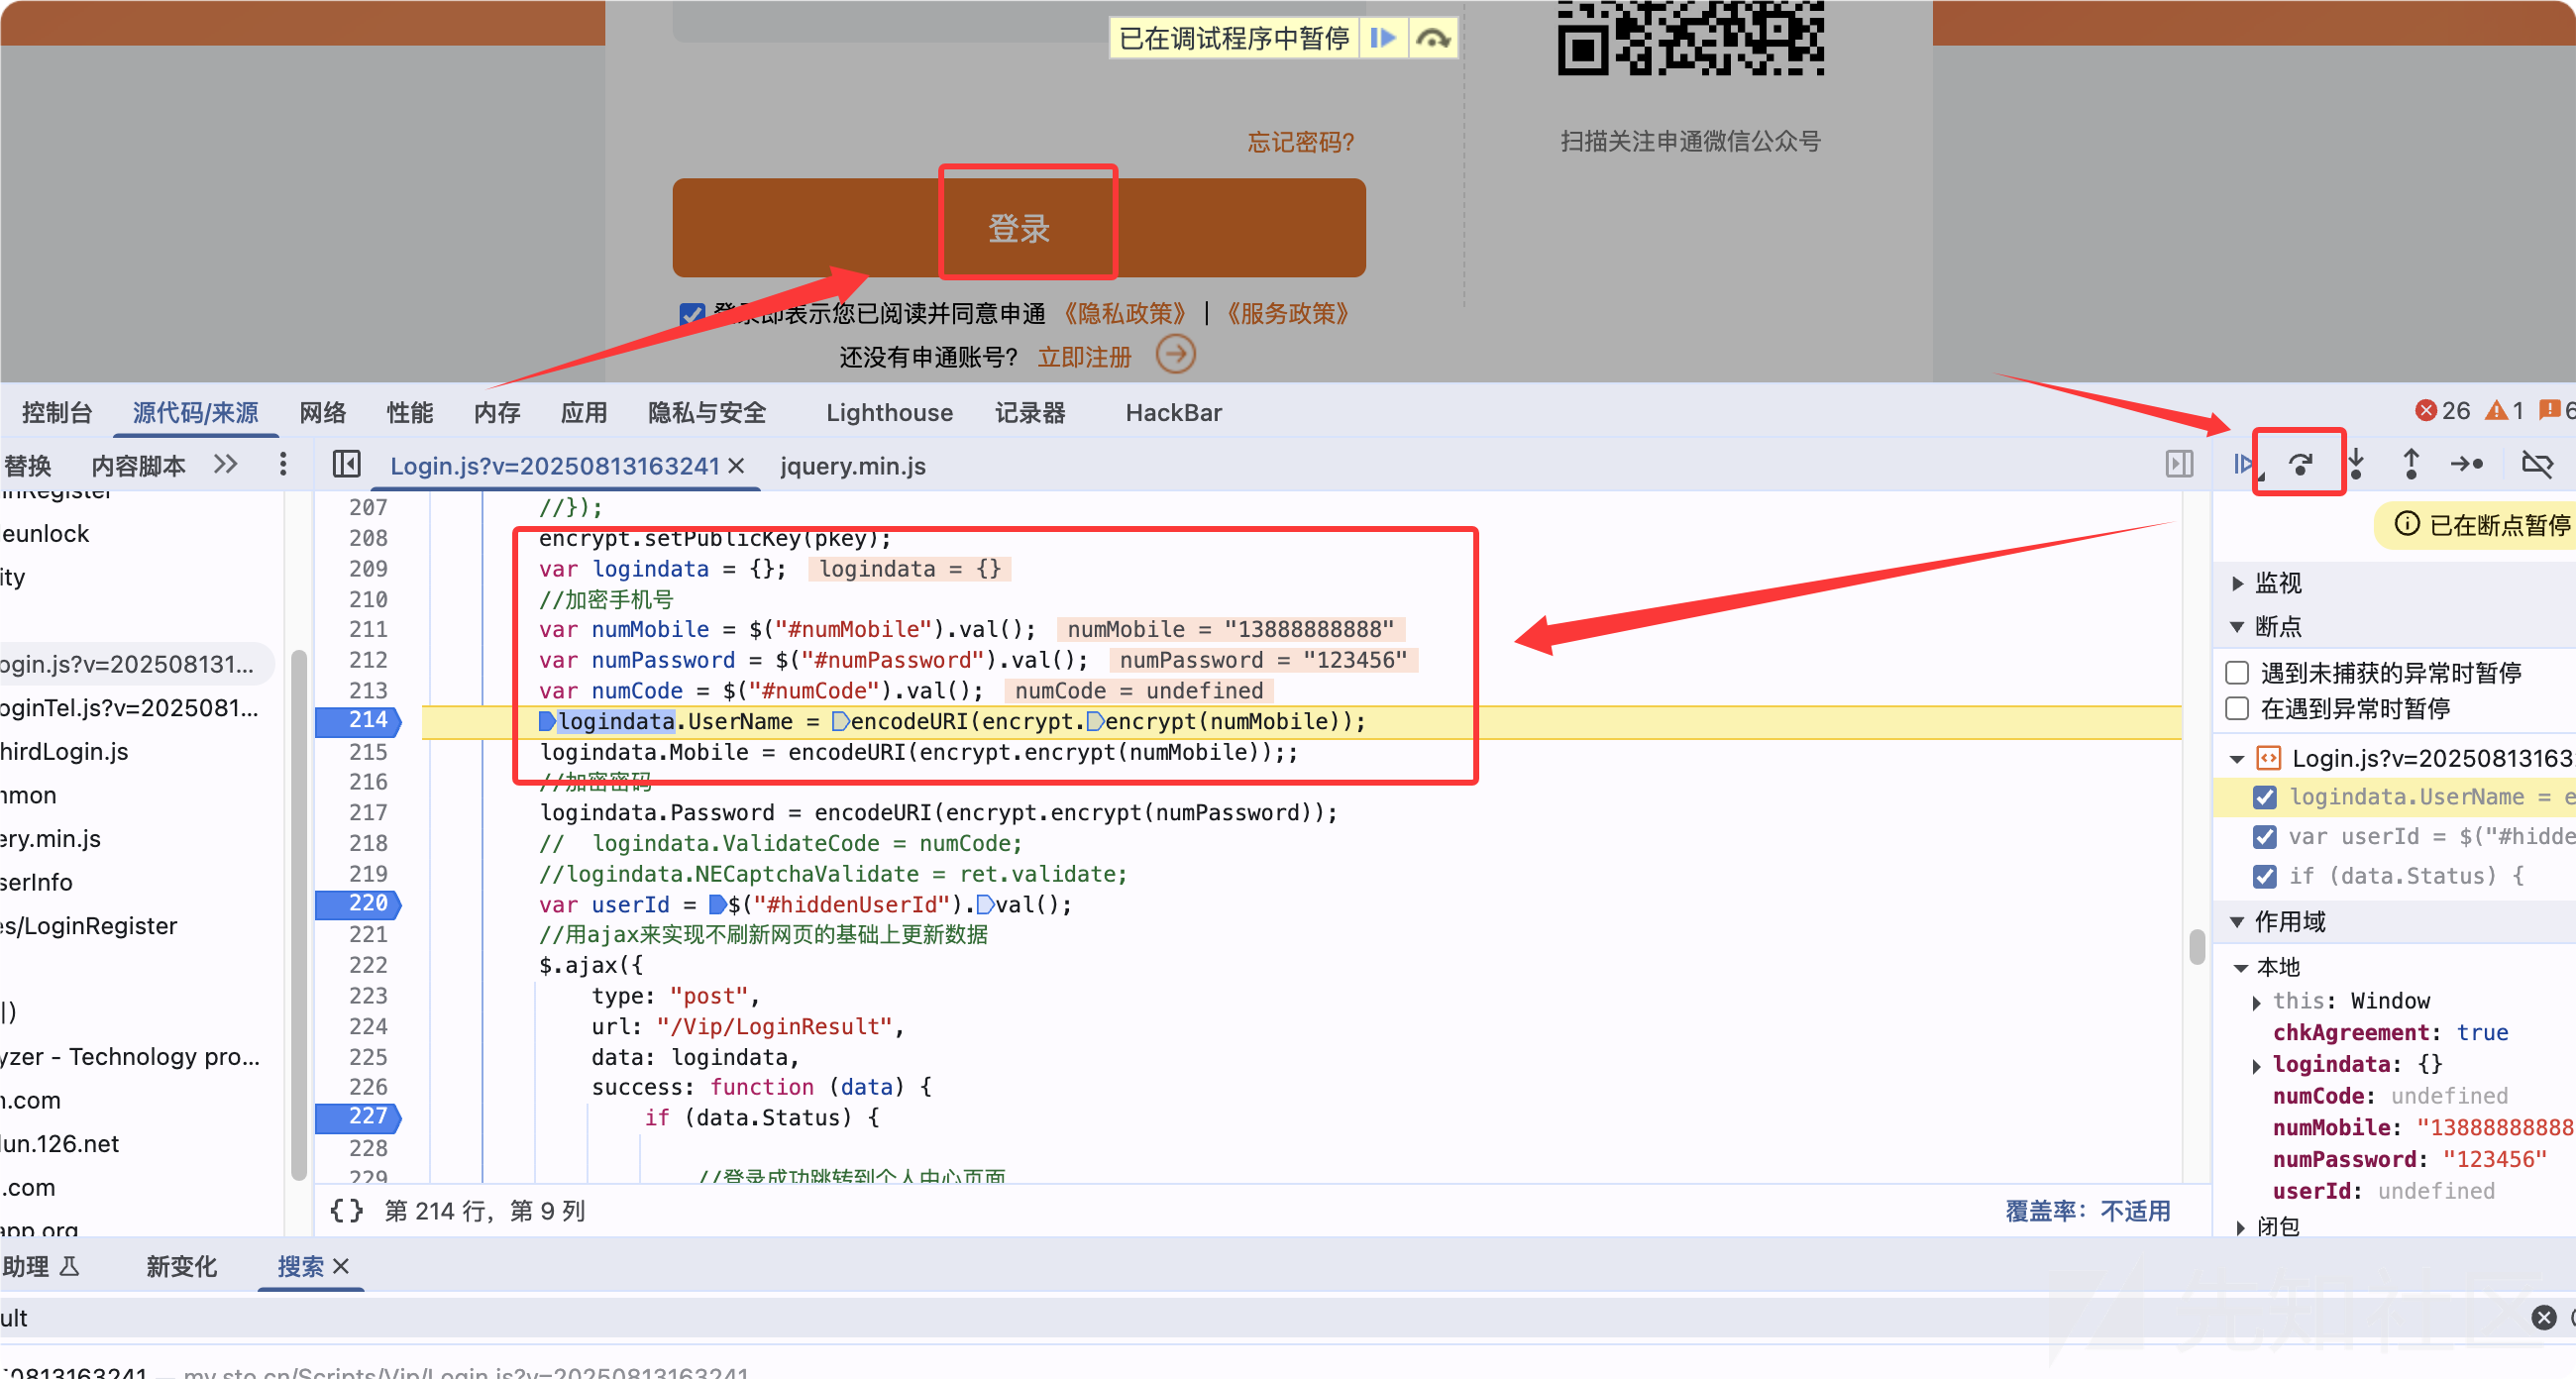 已在调试程序中暂停
忘记密码?
扫描关注申通微信公众号
登录
登录即表示您已阅读并同意申通 《隐私政策》 | 《服务政策》
还没有申通账号? 立即注册
控制台 源代码/来源 网络 性能 内存 应用 隐私与安全 Lighthouse 记录器 HackBar
26 1 6
替换 内容脚本
Login.js?v=20250813163241 jquery.min.js
inRegister
eunlock
ity
ogin.js?v=202508131...
oginTel.js?v=2025081...
hirdLogin.js
nmon
ery.min.js
serInfo
es/LoginRegister
yzer - Technology pro...
n.com
lun.126.net
.com
app.org
207 //});
208 encrypt.setPublicKey(pkey);
209 var logindata = {}; logindata = {}
210 //加密手机号
211 var numMobile = $("#numMobile").val(); numMobile = "13888888888"
212 var numPassword = $("#numPassword").val(); numPassword = "123456"
213 var numCode = $("#numCode").val(); numCode = undefined
214 logindata.UserName = encodeURI(encrypt.encrypt(numMobile));
215 logindata.Mobile = encodeURI(encrypt.encrypt(numMobile));;
216 //加密密码
217 logindata.Password = encodeURI(encrypt.encrypt(numPassword));
218 //  logindata.ValidateCode = numCode;
219 //logindata.NECaptchaValidate = ret.validate;
220 var userId = $("#hiddenUserId").val();
221 //用ajax来实现不刷新网页的基础上更新数据
222 $.ajax({
223 type: "post",
224 url: "/Vip/LoginResult",
225 data: logindata,
226 success: function (data) {
227 if (data.Status) {
228
229 //登录成功跳转到个人中心页面
{} 第 214 行，第 9 列
覆盖率：不适用
已在断点暂停
监视
断点
遇到未捕获的异常时暂停
在遇到异常时暂停
Login.js?v=20250813163
logindata.UserName = e
var userId = $("#hidde
if (data.Status) {
作用域
本地
this: Window
chkAgreement: true
logindata: {}
numCode: undefined
numMobile: "13888888888
numPassword: "123456"
userId: undefined
闭包
助理 新变化 搜索
ult
0813163241 — my.sto.cn/Scripts/Vip/Login.js?v=20250813163241
先知社区